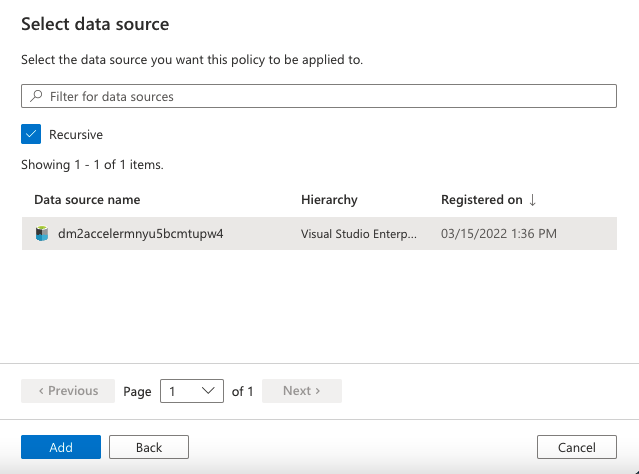 Select data source
Select the data source you want this policy to be applied to.
Filter for data sources
Recursive
Showing 1 - 1 of 1 items.
Data source name Hierarchy Registered on ↓
dm2accelermnyu5bcmtupw4 Visual Studio Enterp... 03/15/2022 1:36 PM
‹ Previous Page 1 of 1 Next ›
Add Back Cancel